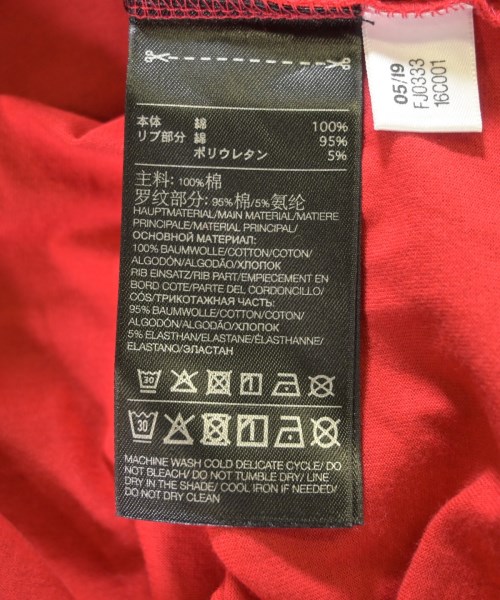 本体 綿 100%
リブ部分 綿 95%
ポリウレタン 5%
主料: 100%棉
罗纹部分: 95%棉/5%氨纶
HAUPTMATERIAL/MAIN MATERIAL/MATIERE
PRINCIPALE/MATERIAL PRINCIPAL/
ОСНОВНОЙ МАТЕРИАЛ:
100% BAUMWOLLE/COTTON/COTON/
ALGODÓN/ALGODÃO/ХЛОПОК
RIB EINSATZ/RIB PART/EMPIECEMENT EN
BORD COTE/PARTE DEL CORDONCILLO/
CÓS/ТРИКОТАЖНАЯ ЧАСТЬ:
95% BAUMWOLLE/COTTON/COTON/
ALGODÓN/ALGODÃO/ХЛОПОК
5% ELASTHAN/ELASTANE/ÉLASTHANNE/
ELASTANO/ЭЛАСТАН
30
30
MACHINE WASH COLD DELICATE CYCLE/ DO
NOT BLEACH/ DO NOT TUMBLE DRY/ LINE
DRY IN THE SHADE/ COOL IRON IF NEEDED/
DO NOT DRY CLEAN
05/19
FJ0333
16C001